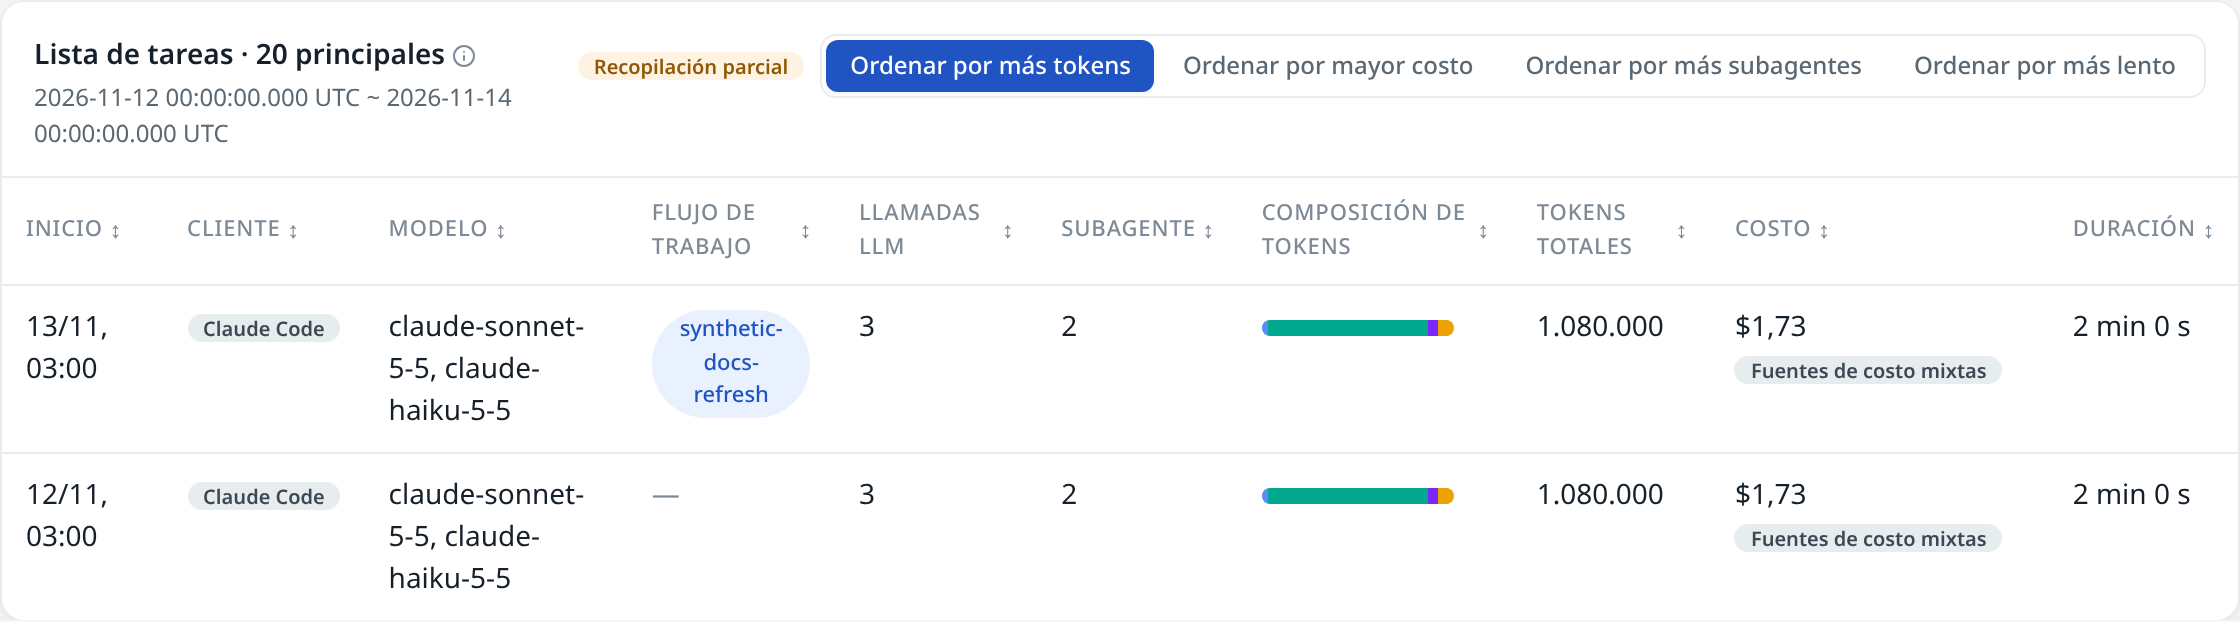 Lista de tareas · 20 principales
2026-11-12 00:00:00.000 UTC ~ 2026-11-14
00:00:00.000 UTC
Recopilación parcial
Ordenar por más tokens
Ordenar por mayor costo
Ordenar por más subagentes
Ordenar por más lento
INICIO ↕
CLIENTE ↕
MODELO ↕
FLUJO DE
TRABAJO ↕
LLAMADAS
LLM ↕
SUBAGENTE ↕
COMPOSICIÓN DE
TOKENS ↕
TOKENS
TOTALES ↕
COSTO ↕
DURACIÓN ↕
13/11,
03:00
Claude Code
claude-sonnet-
5-5, claude-
haiku-5-5
synthetic-
docs-
refresh
3
2
1.080.000
$1,73
Fuentes de costo mixtas
2 min 0 s
12/11,
03:00
Claude Code
claude-sonnet-
5-5, claude-
haiku-5-5
—
3
2
1.080.000
$1,73
Fuentes de costo mixtas
2 min 0 s